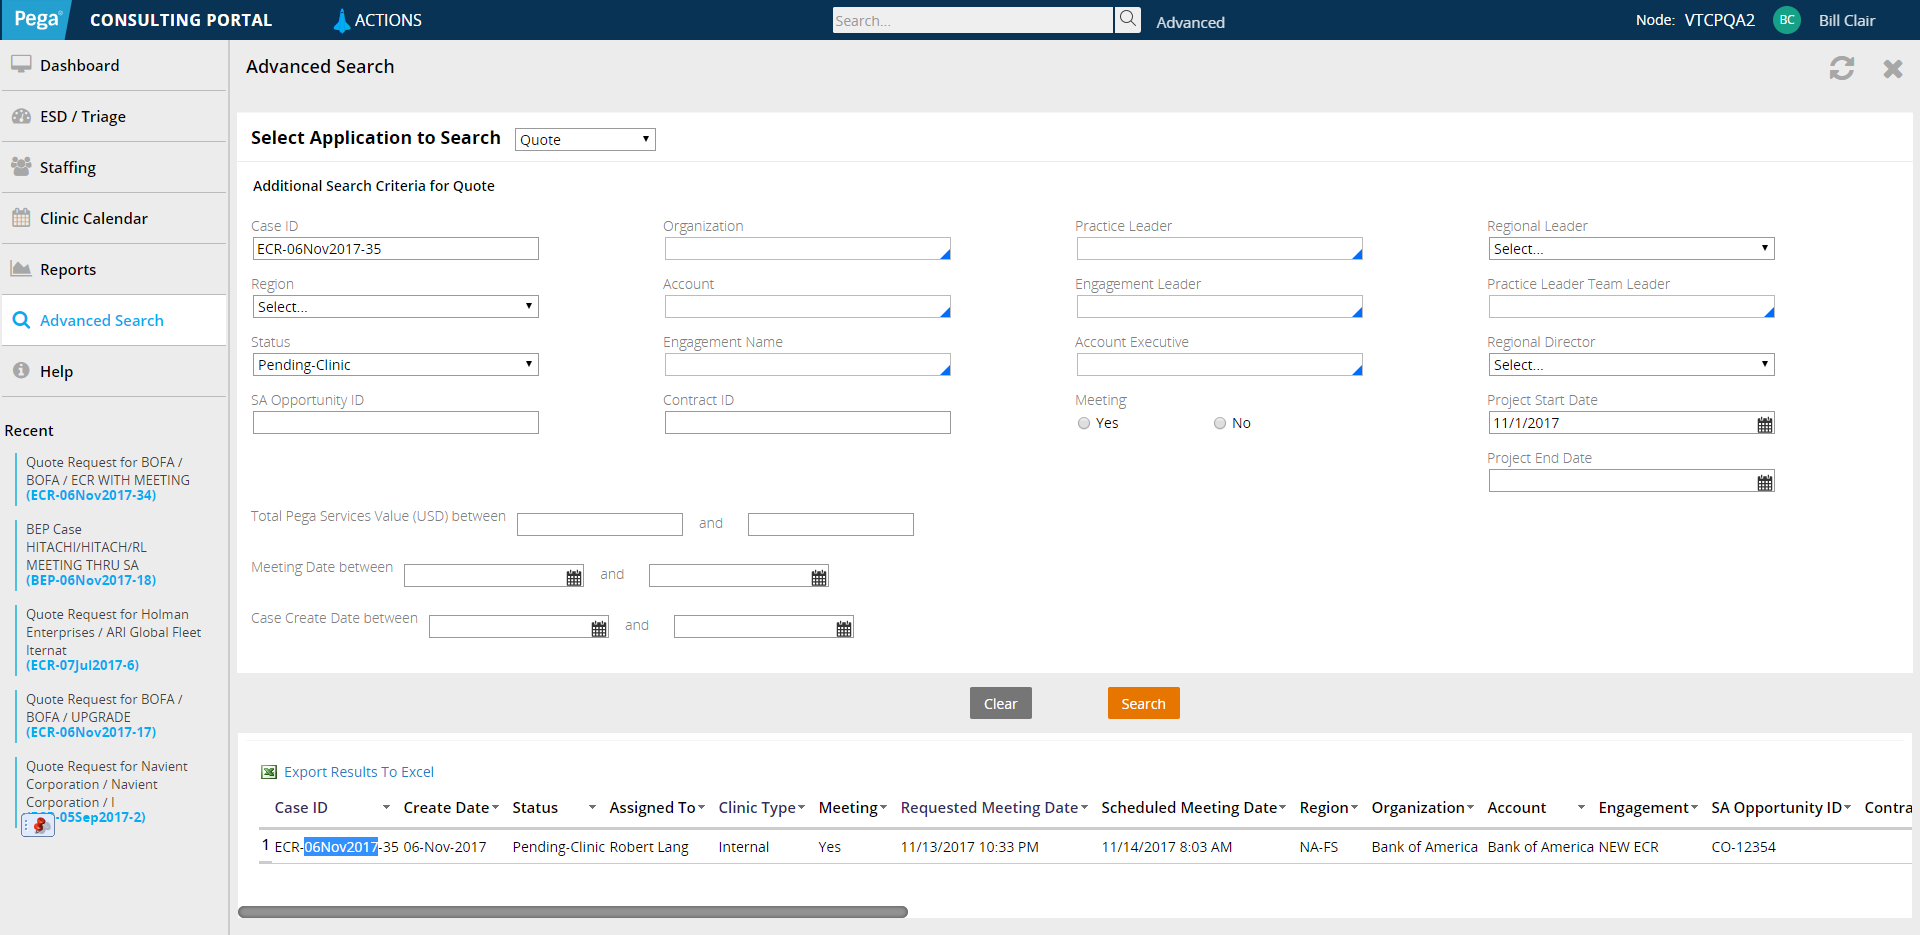 Pega CONSULTING PORTAL ACTIONS Search... Advanced Node: VTCPQA2 BC Bill Clair
Dashboard
ESD / Triage
Staffing
Clinic Calendar
Reports
Advanced Search
Help
Recent
Quote Request for BOFA /
BOFA / ECR WITH MEETING
(ECR-06Nov2017-34)
BEP Case
HITACHI/HITACH/RL
MEETING THRU SA
(BEP-06Nov2017-18)
Quote Request for Holman
Enterprises / ARI Global Fleet
Iternat
(ECR-07Jul2017-6)
Quote Request for BOFA /
BOFA / UPGRADE
(ECR-06Nov2017-17)
Quote Request for Navient
Corporation / Navient
Corporation / I
-05Sep2017-2)
Advanced Search
Select Application to Search Quote
Additional Search Criteria for Quote
Case ID Organization Practice Leader Regional Leader
ECR-06Nov2017-35 Select...
Region Account Engagement Leader Practice Leader Team Leader
Select...
Status Engagement Name Account Executive Regional Director
Pending-Clinic Select...
SA Opportunity ID Contract ID Meeting Project Start Date
Yes No 11/1/2017
Project End Date
Total Pega Services Value (USD) between and
Meeting Date between and
Case Create Date between and
Clear Search
Export Results To Excel
Case ID Create Date Status Assigned To Clinic Type Meeting Requested Meeting Date Scheduled Meeting Date Region Organization Account Engagement SA Opportunity ID Contra
1 ECR-06Nov2017-35 06-Nov-2017 Pending-Clinic Robert Lang Internal Yes 11/13/2017 10:33 PM 11/14/2017 8:03 AM NA-FS Bank of America Bank of America NEW ECR CO-12354